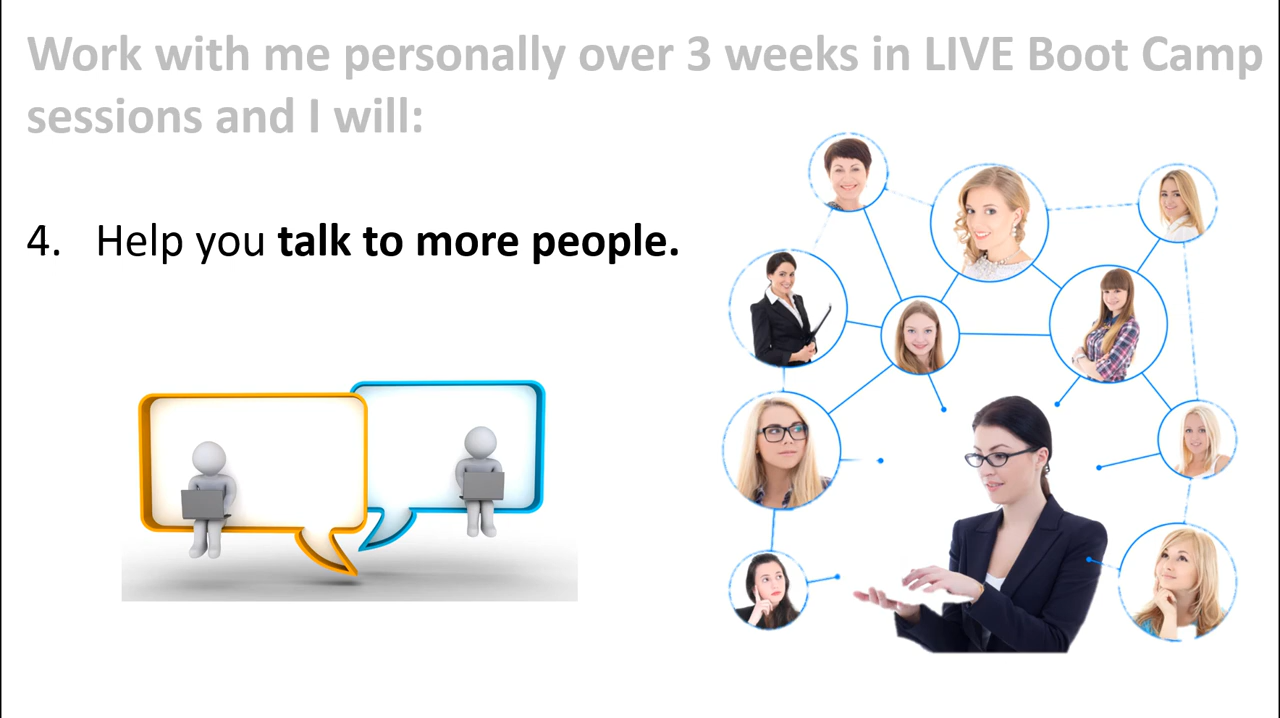 Work with me personally over 3 weeks in LIVE Boot Camp
sessions and I will:
4. Help you talk to more people.